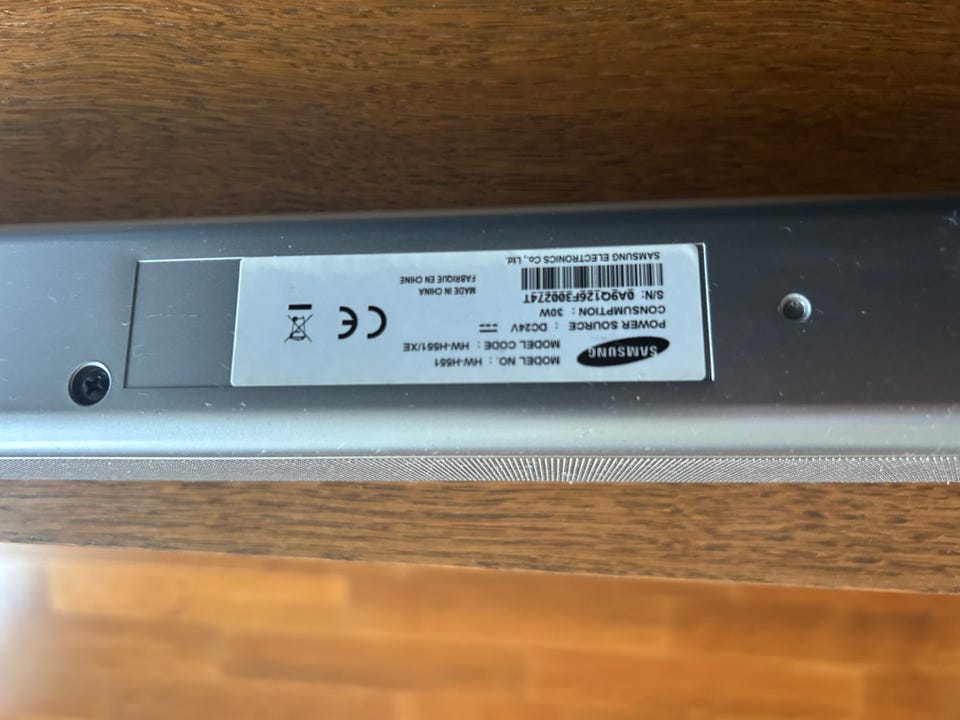 SAMSUNG
MODEL NO. : HW-H551
MODEL CODE : HW-H551/XE
POWER SOURCE : DC24V
CONSUMPTION : 30W
S/N: 0A9Q126F300274T
SAMSUNG ELECTRONICS Co., Ltd.
CE
MADE IN CHINA
FABRIQUE EN CHINE